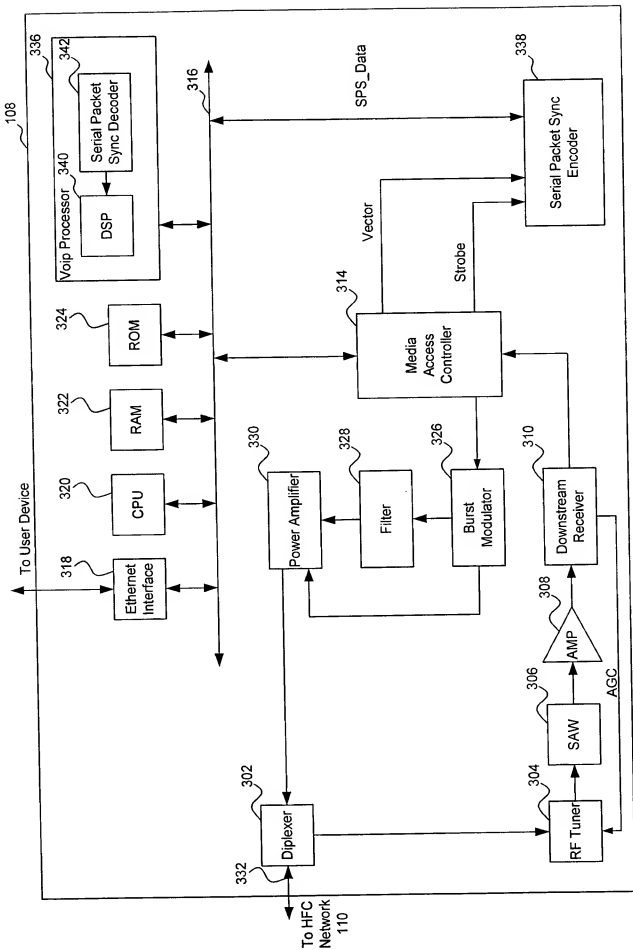 108
To User Device
318
Ethernet
Interface
320
CPU
322
RAM
324
ROM
336
Voip Processor
340
DSP
342
Serial Packet
Sync Decoder
316
SPS_Data
330
Power Amplifier
328
Filter
326
Burst
Modulator
314
Media
Access
Controller
Vector
Strobe
338
Serial Packet Sync
Encoder
302
Diplexer
332
To HFC
Network
110
304
RF Tuner
306
SAW
308
AMP
310
Downstream
Receiver
AGC